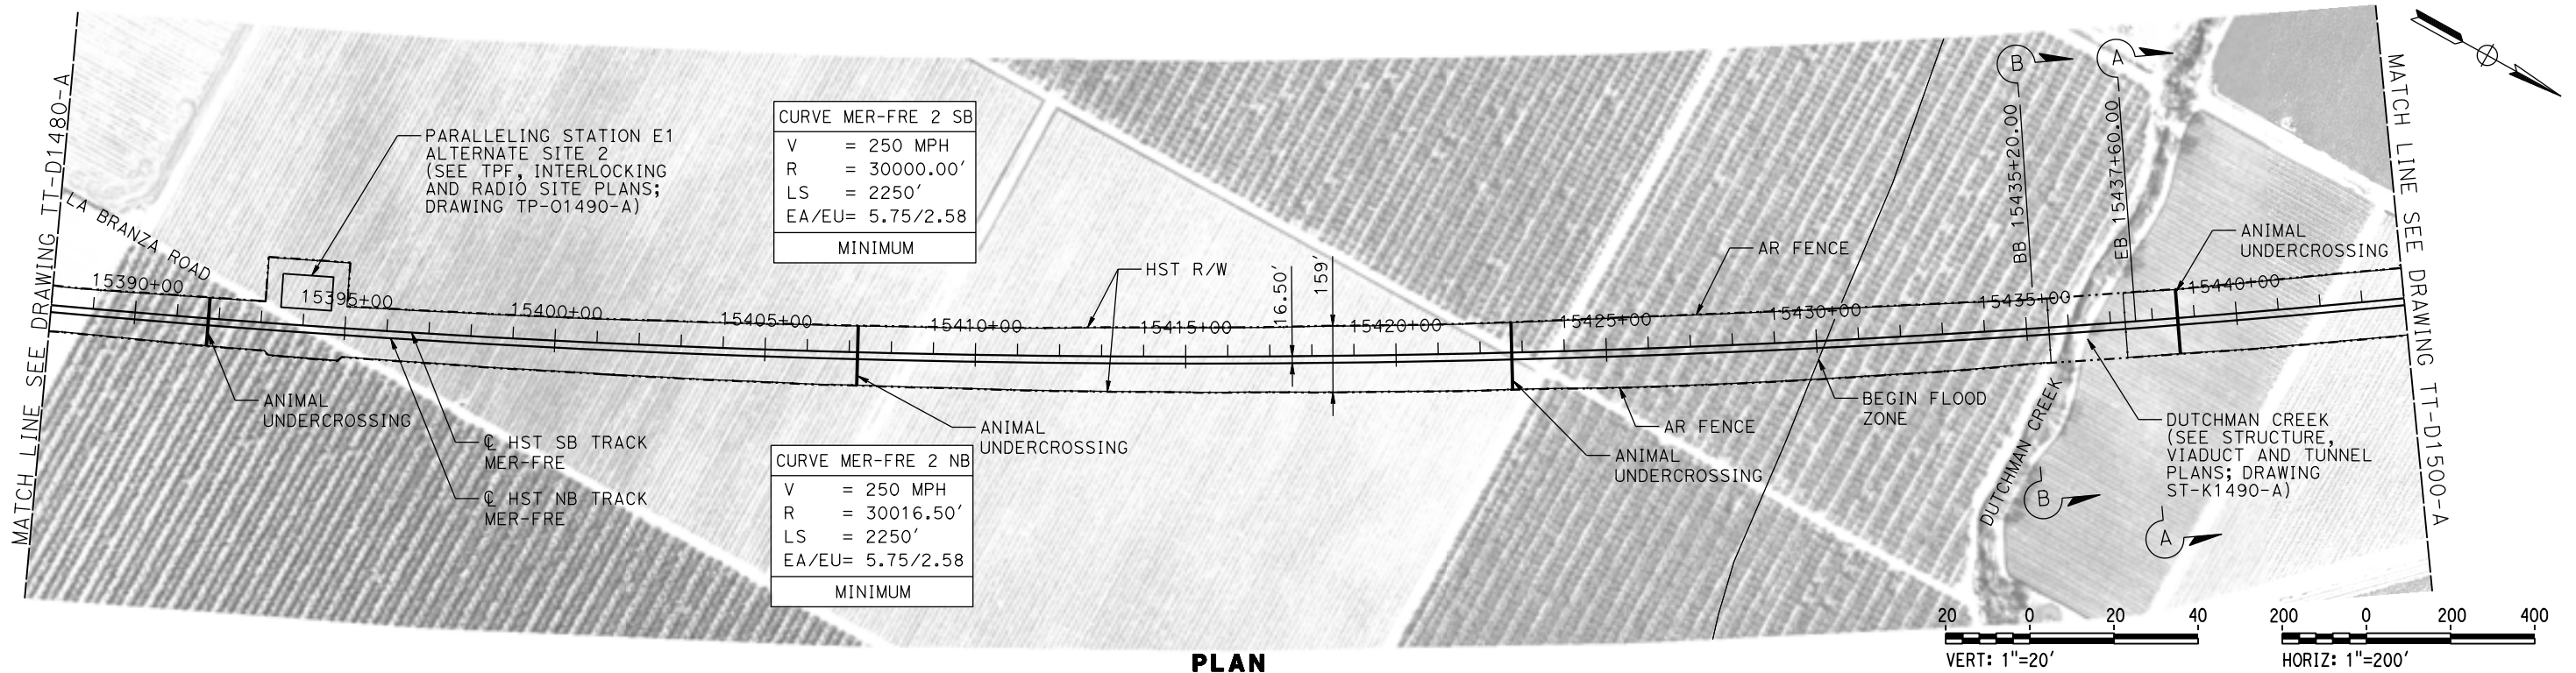 MATCH LINE SEE DRAWING TT-D1480-A
LA BRANZA ROAD
PARALLELING STATION E1
ALTERNATE SITE 2
(SEE TPF, INTERLOCKING
AND RADIO SITE PLANS;
DRAWING TP-O1490-A)
CURVE MER-FRE 2 SB
V = 250 MPH
R = 30000.00'
LS = 2250'
EA/EU= 5.75/2.58
MINIMUM
HST R/W
16.50'
159'
AR FENCE
B
A
BB 15435+20.00
EB 15437+60.00
ANIMAL
UNDERCROSSING
MATCH LINE SEE DRAWING TT-D1500-A
15390+00
15395+00
15400+00
15405+00
15410+00
15415+00
15420+00
15425+00
15430+00
15435+00
15440+00
ANIMAL
UNDERCROSSING
℄ HST SB TRACK
MER-FRE
℄ HST NB TRACK
MER-FRE
ANIMAL
UNDERCROSSING
CURVE MER-FRE 2 NB
V = 250 MPH
R = 30016.50'
LS = 2250'
EA/EU= 5.75/2.58
MINIMUM
ANIMAL
UNDERCROSSING
AR FENCE
BEGIN FLOOD
ZONE
DUTCHMAN CREEK
DUTCHMAN CREEK
(SEE STRUCTURE,
VIADUCT AND TUNNEL
PLANS; DRAWING
ST-K1490-A)
B
A
PLAN
20 0 20 40
VERT: 1"=20'
200 0 200 400
HORIZ: 1"=200'